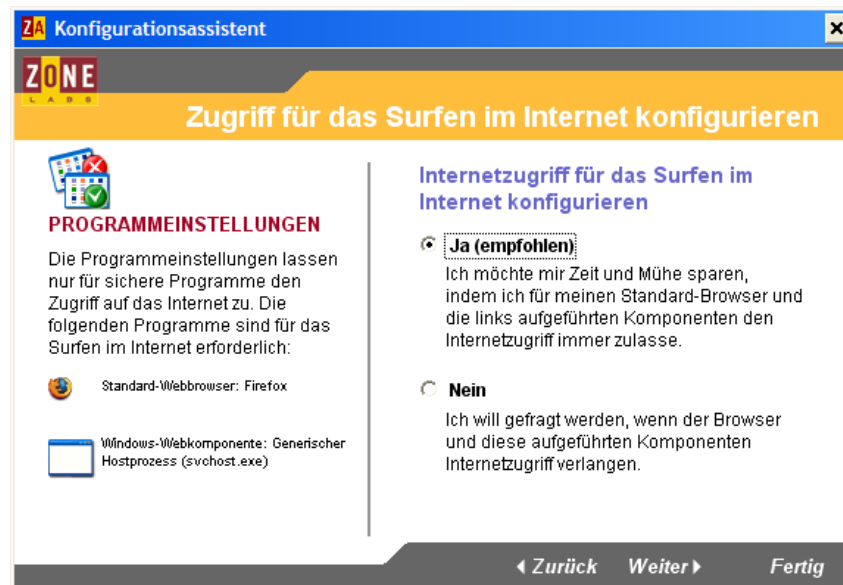 ZA Konfigurationsassistent
ZONE
LABS
Zugriff für das Surfen im Internet konfigurieren
PROGRAMMEINSTELLUNGEN
Die Programmeinstellungen lassen
nur für sichere Programme den
Zugriff auf das Internet zu. Die
folgenden Programme sind für das
Surfen im Internet erforderlich:
Standard-Webbrowser: Firefox
Windows-Webkomponente: Generischer
Hostprozess (svchost.exe)
Internetzugriff für das Surfen im
Internet konfigurieren
Ja (empfohlen)
Ich möchte mir Zeit und Mühe sparen,
indem ich für meinen Standard-Browser und
die links aufgeführten Komponenten den
Internetzugriff immer zulasse.
Nein
Ich will gefragt werden, wenn der Browser
und diese aufgeführten Komponenten
Internetzugriff verlangen.
Zurück Weiter Fertig